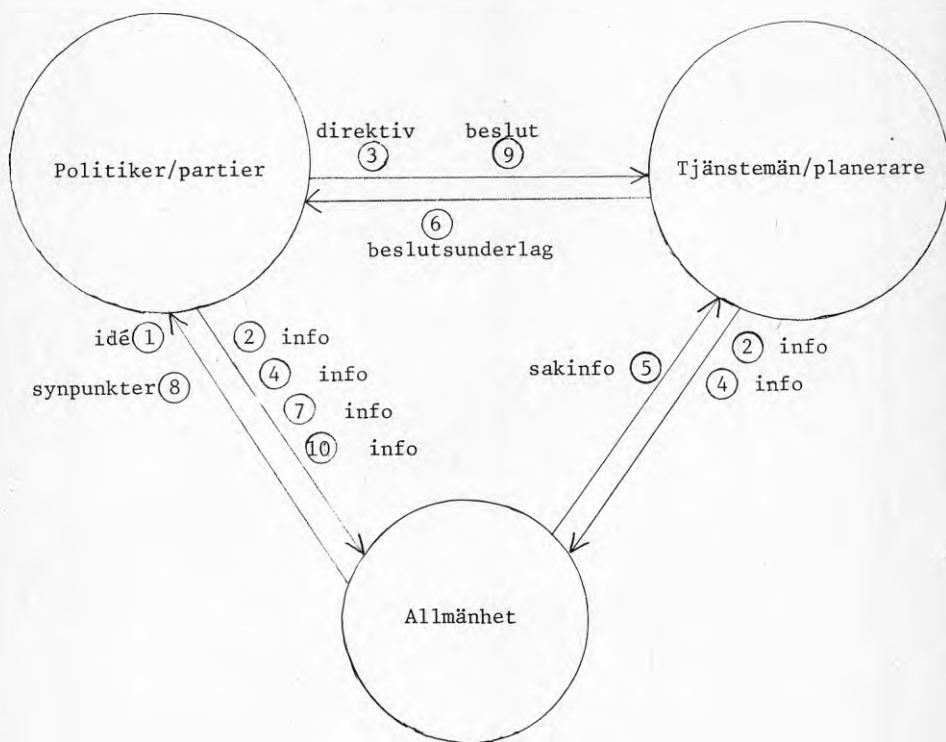 direktiv beslut
3 9
Politiker/partier
Tjänstemän/planerare
6
beslutsunderlag
idé 1
2 info
synpunkter 8
4 info
7 info
10 info
sakinfo 5
2 info
4 info
Allmänhet